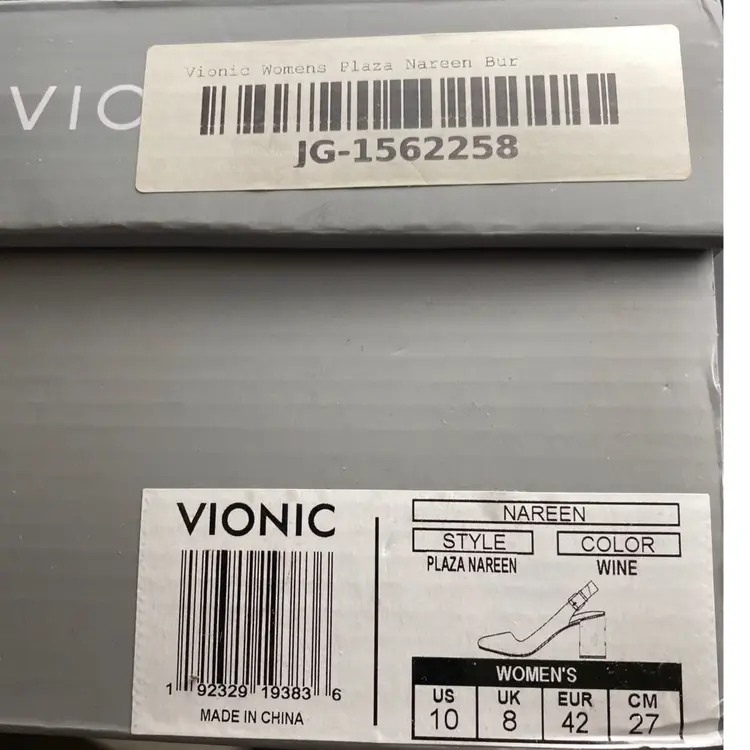 Vionic Womens Plaza Nareen Bur
VIO
JG-1562258
VIONIC
NAREEN
STYLE COLOR
PLAZA NAREEN WINE
1 92329 19383 6
MADE IN CHINA
WOMEN'S
US UK EUR CM
10 8 42 27